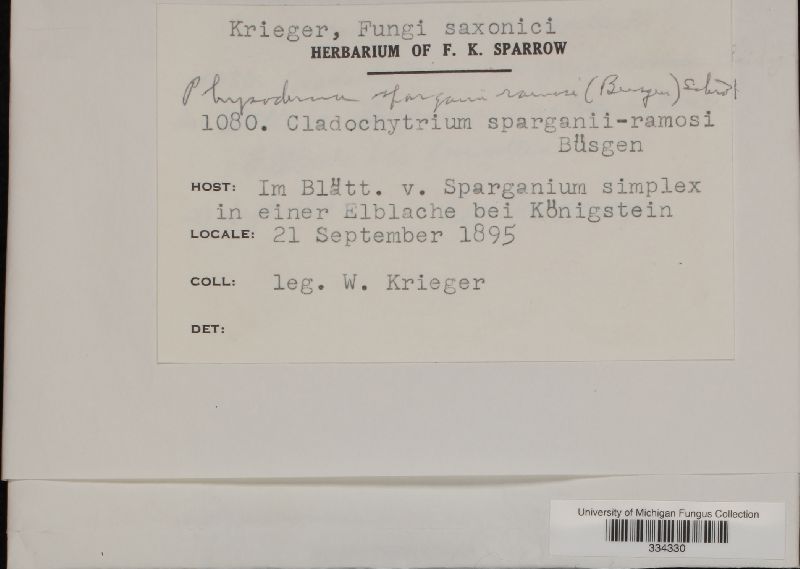 Krieger, Fungi saxonici
HERBARIUM OF F. K. SPARROW
Physoderma sparganii ramosi (Busgen) Schröt
1080. Cladochytrium sparganii-ramosi
Büsgen
HOST: Im Blätt. v. Sparganium simplex
in einer Elblache bei Königstein
LOCALE: 21 September 1895
COLL: leg. W. Krieger
DET:
University of Michigan Fungus Collection
334330